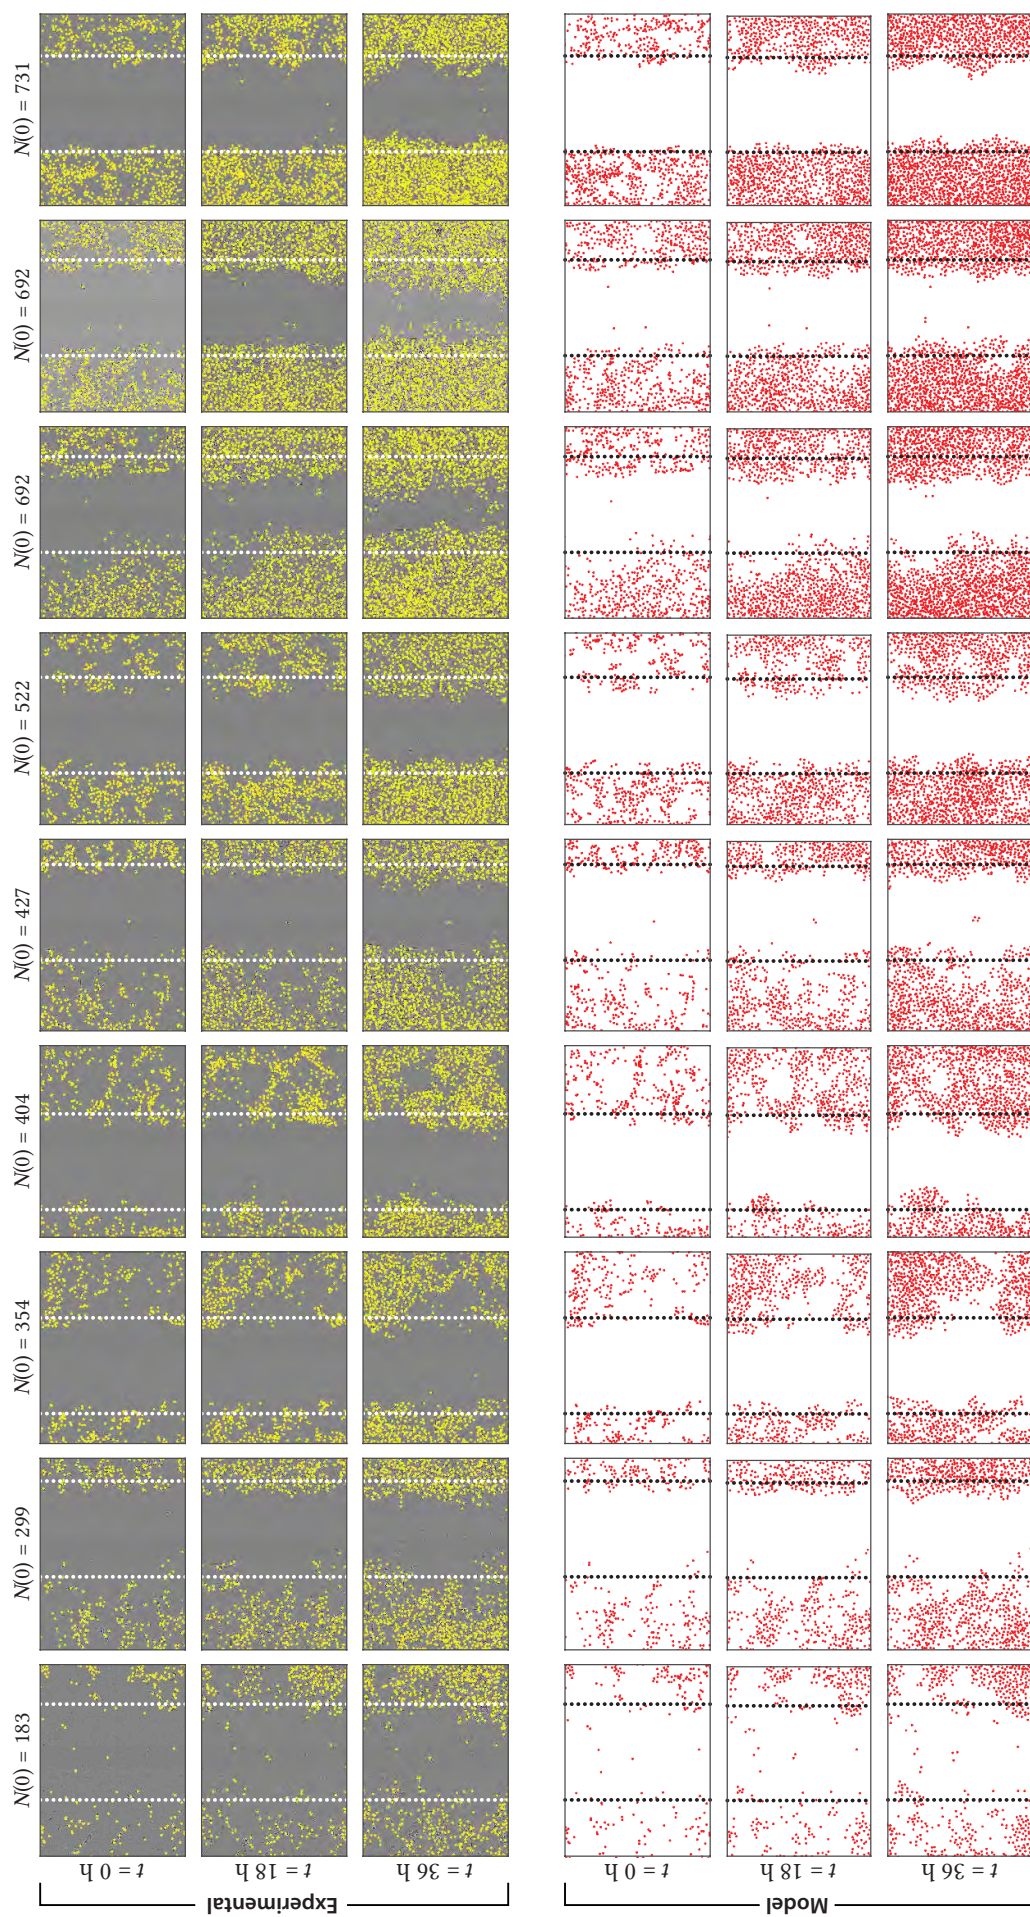 N(0) = 731
N(0) = 692
N(0) = 692
N(0) = 522
N(0) = 427
N(0) = 404
N(0) = 354
N(0) = 299
N(0) = 183
t = 0 h
t = 18 h
t = 36 h
Experimental
t = 0 h
t = 18 h
t = 36 h
Model